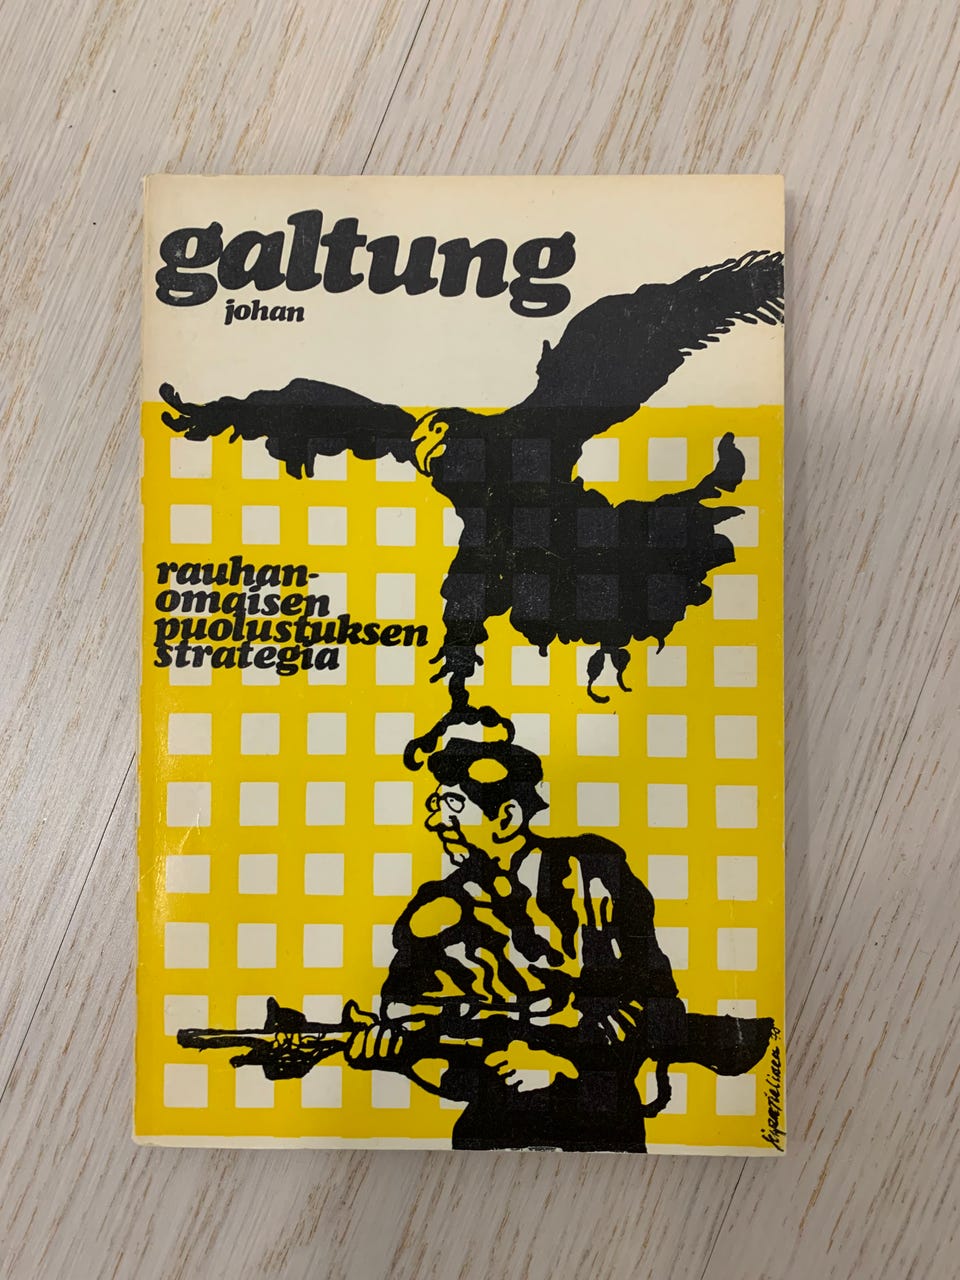 galtung
johan
rauhan-
omaisen
puolustuksen
strategia